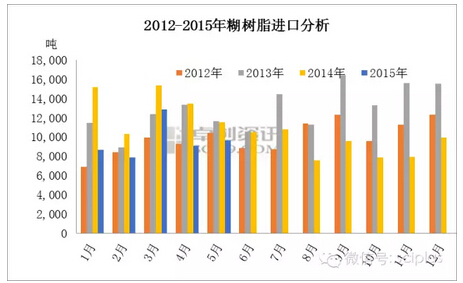 2012-2015年糊树脂进口分析
吨
2012年 2013年 2014年 2015年
18,000
16,000
14,000
12,000
10,000
8,000
6,000
4,000
2,000
0
1月 2月 3月 4月 5月 6月 7月 8月 9月 10月 11月 12月
卓创资讯
微信号: